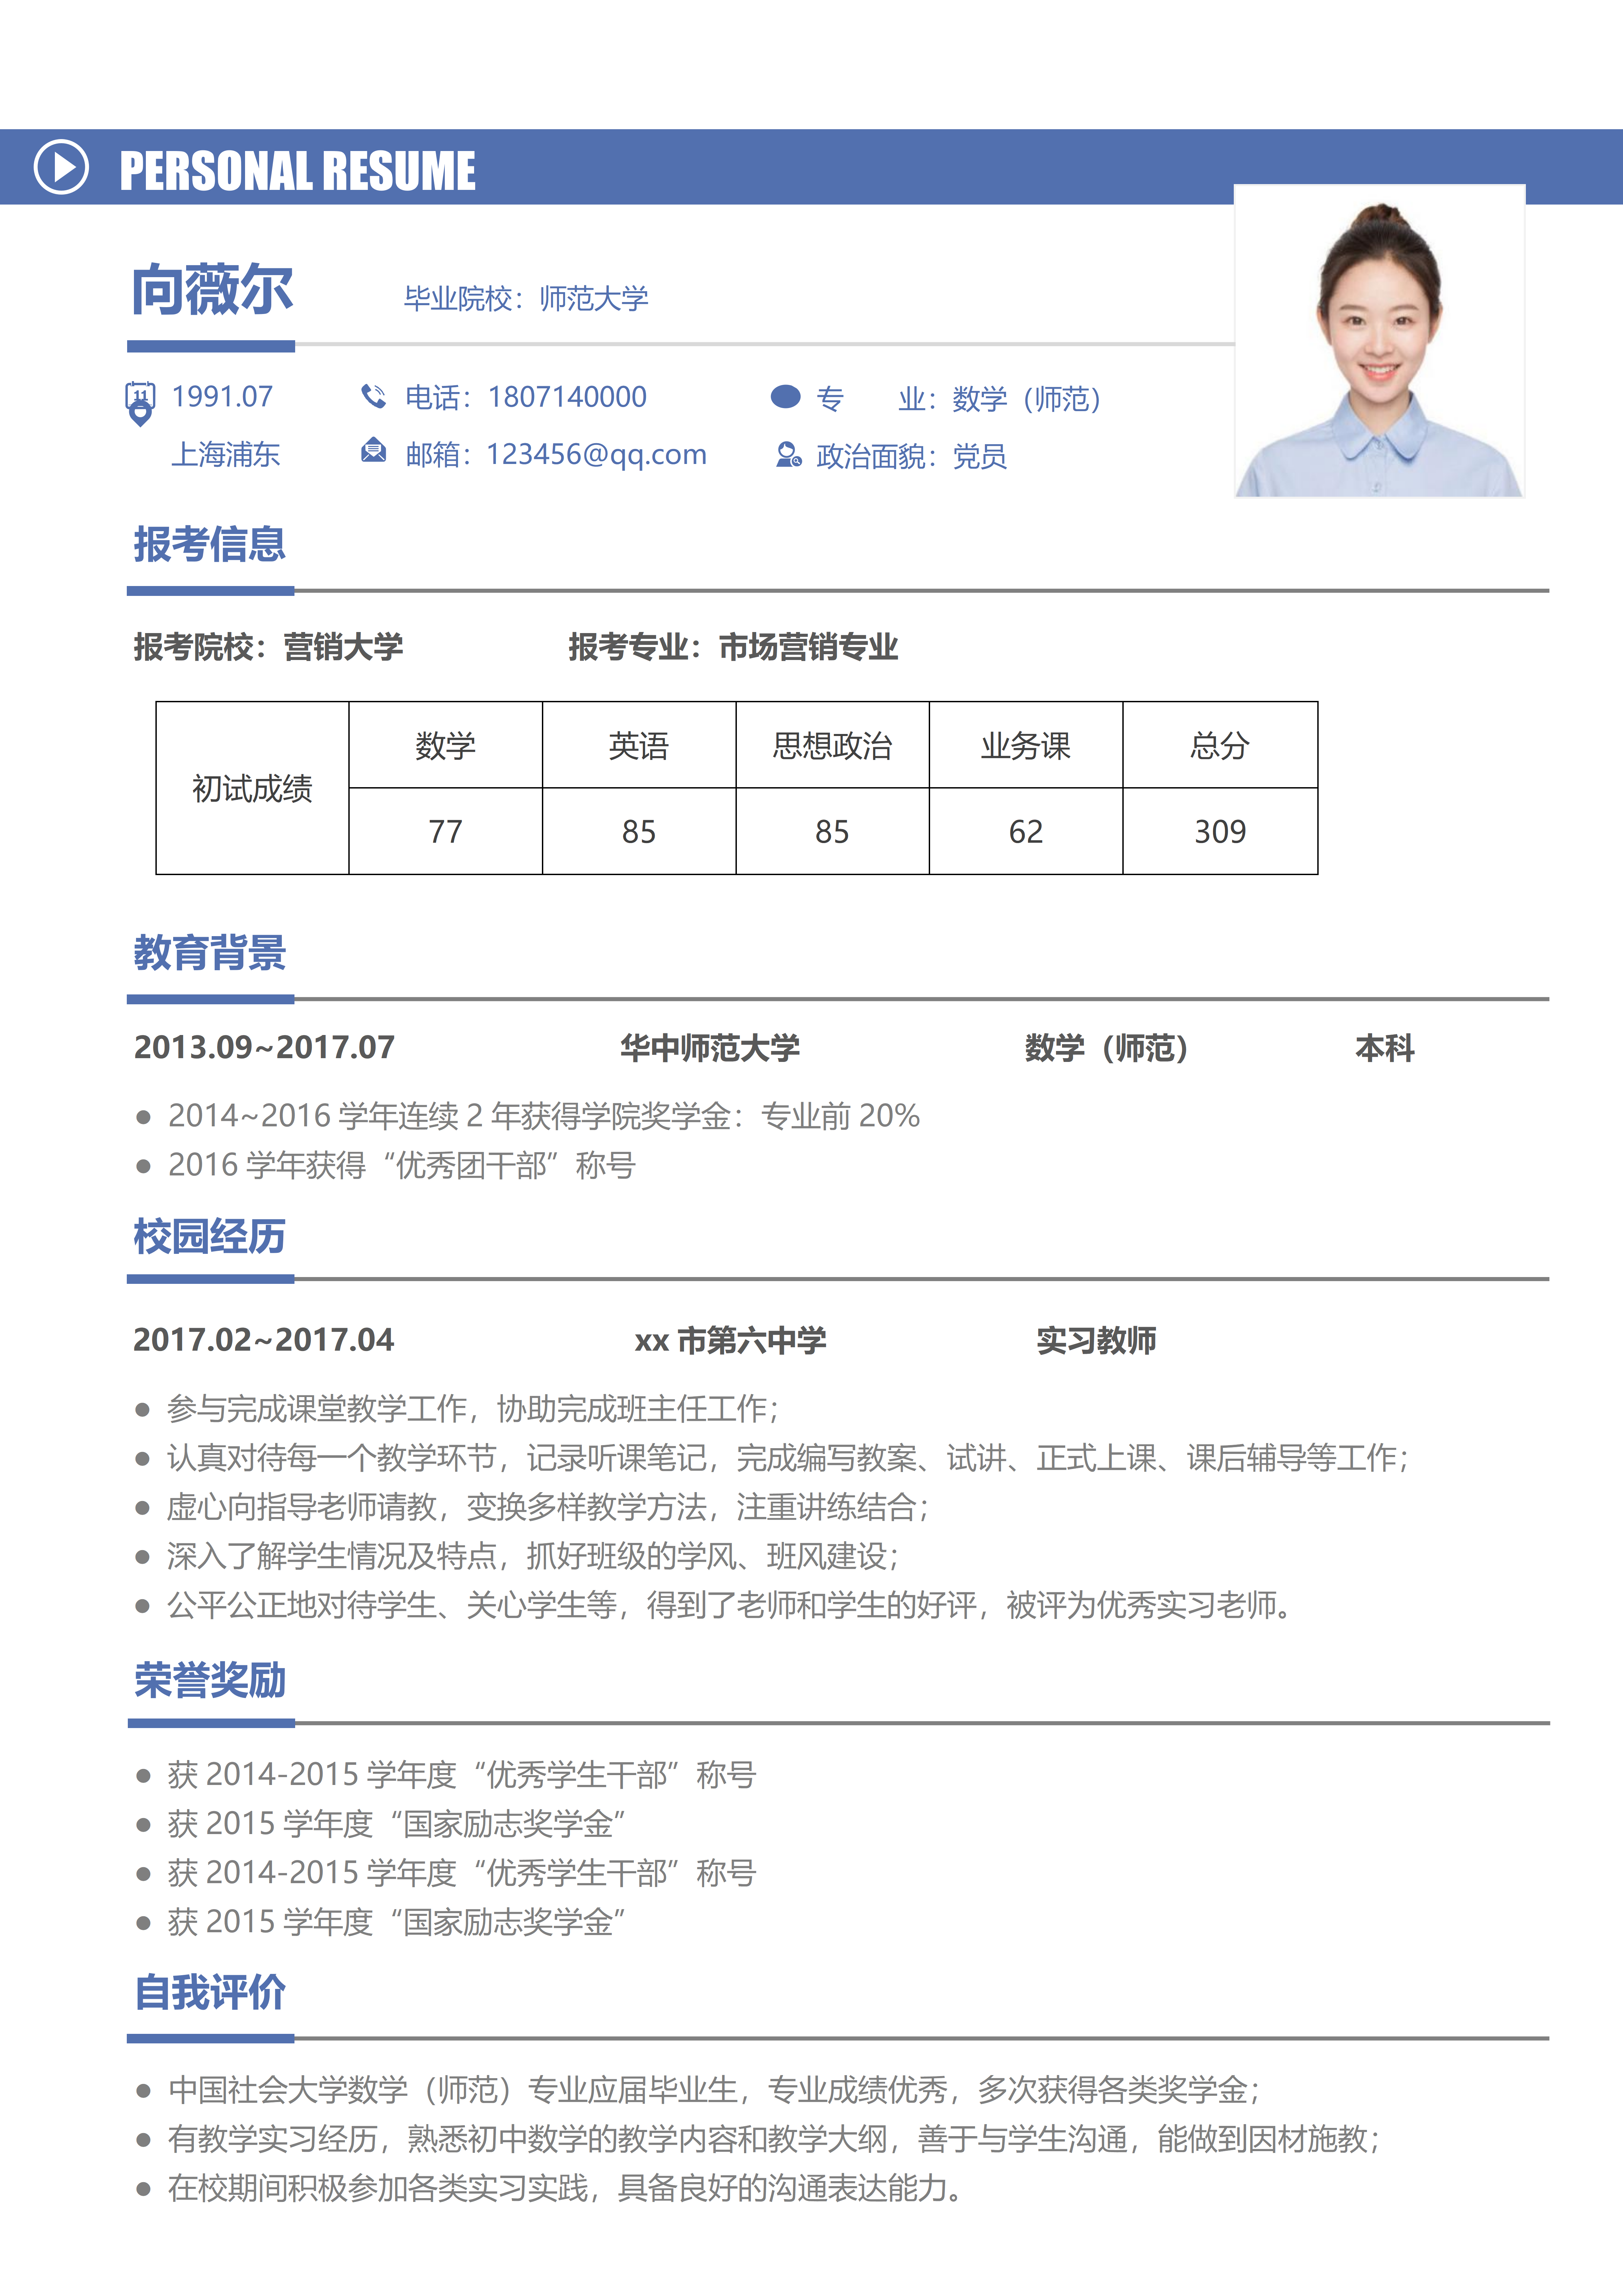 PERSONAL RESUME
向薇尔 毕业院校：师范大学
11 1991.07 电话：1807140000 专 业：数学（师范）
上海浦东 邮箱：123456@qq.com 政治面貌：党员
报考信息
报考院校：营销大学 报考专业：市场营销专业
初试成绩 数学 英语 思想政治 业务课 总分
77 85 85 62 309
教育背景
2013.09~2017.07 华中师范大学 数学（师范） 本科
● 2014~2016 学年连续 2 年获得学院奖学金：专业前 20%
● 2016 学年获得“优秀团干部”称号
校园经历
2017.02~2017.04 xx 市第六中学 实习教师
● 参与完成课堂教学工作，协助完成班主任工作；
● 认真对待每一个教学环节，记录听课笔记，完成编写教案、试讲、正式上课、课后辅导等工作；
● 虚心向指导老师请教，变换多样教学方法，注重讲练结合；
● 深入了解学生情况及特点，抓好班级的学风、班风建设；
● 公平公正地对待学生、关心学生等，得到了老师和学生的好评，被评为优秀实习老师。
荣誉奖励
● 获 2014-2015 学年度“优秀学生干部”称号
● 获 2015 学年度“国家励志奖学金”
● 获 2014-2015 学年度“优秀学生干部”称号
● 获 2015 学年度“国家励志奖学金”
自我评价
● 中国社会大学数学（师范）专业应届毕业生，专业成绩优秀，多次获得各类奖学金；
● 有教学实习经历，熟悉初中数学的教学内容和教学大纲，善于与学生沟通，能做到因材施教；
● 在校期间积极参加各类实习实践，具备良好的沟通表达能力。